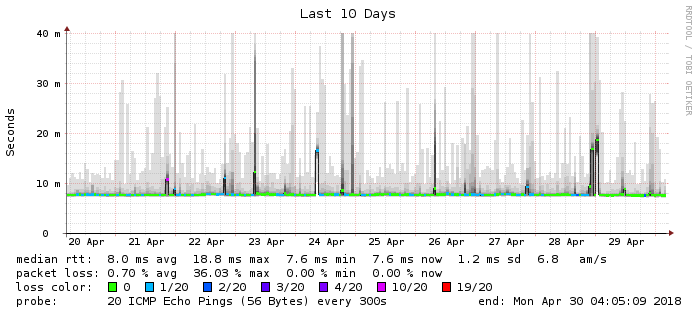 Last 10 Days
RRDTOOL / TOBI OETIKER
Seconds
40 m
30 m
20 m
10 m
0
20 Apr 21 Apr 22 Apr 23 Apr 24 Apr 25 Apr 26 Apr 27 Apr 28 Apr 29 Apr
median rtt: 8.0 ms avg 18.8 ms max 7.6 ms min 7.6 ms now 1.2 ms sd 6.8 am/s
packet loss: 0.70 % avg 36.03 % max 0.00 % min 0.00 % now
loss color: 0 1/20 2/20 3/20 4/20 10/20 19/20
probe: 20 ICMP Echo Pings (56 Bytes) every 300s end: Mon Apr 30 04:05:09 2018